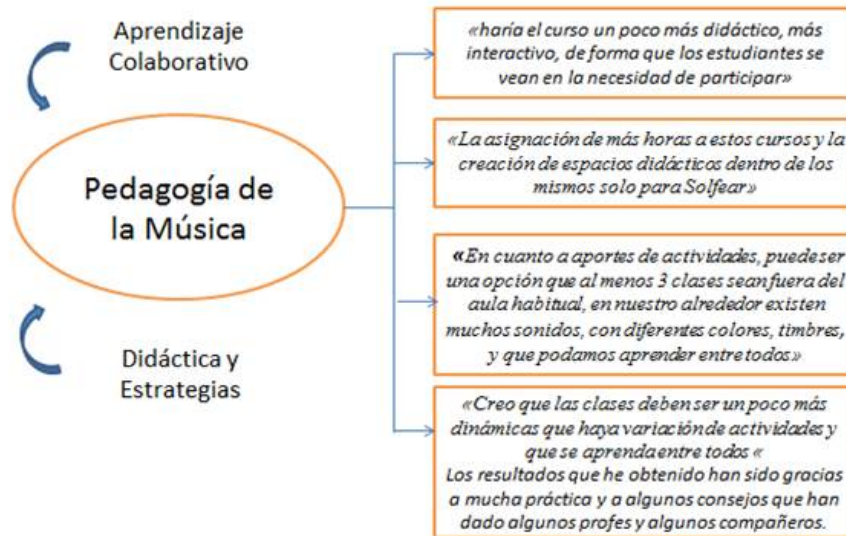 Aprendizaje
Colaborativo
Pedagogía de
la Música
Didáctica y
Estrategias
«haría el curso un poco más didáctico, más
interactivo, de forma que los estudiantes se
vean en la necesidad de participar»
«La asignación de más horas a estos cursos y la
creación de espacios didácticos dentro de los
mismos solo para Solfear»
«En cuanto a aportes de actividades, puede ser
una opción que al menos 3 clases sean fuera del
aula habitual, en nuestro alrededor existen
muchos sonidos, con diferentes colores, timbres,
y que podamos aprender entre todos»
«Creo que las clases deben ser un poco más
dinámicas que haya variación de actividades y
que se aprenda entre todos «
Los resultados que he obtenido han sido gracias
a mucha práctica y a algunos consejos que han
dado algunos profes y algunos compañeros.